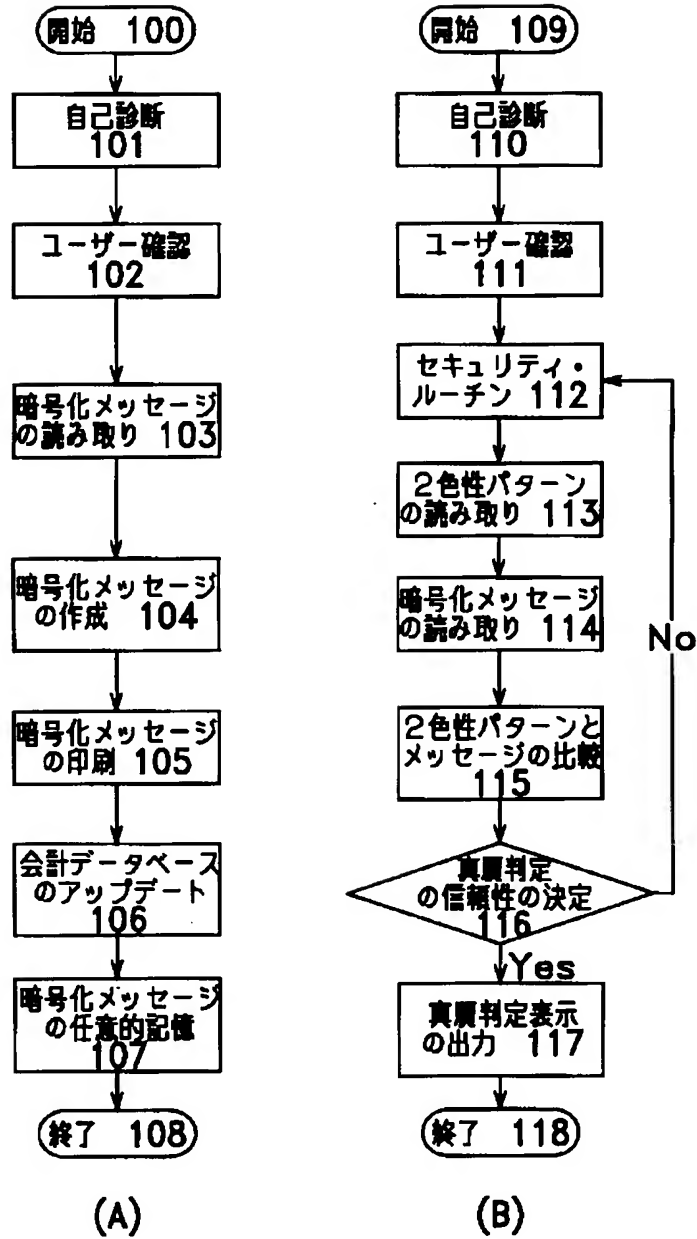 開始 100
自己診断
101
ユーザー確認
102
暗号化メッセージ
の読み取り 103
暗号化メッセージ
の作成 104
暗号化メッセージ
の印刷 105
会計データベース
のアップデート
106
暗号化メッセージ
の任意的記憶
107
終了 108
(A)
開始 109
自己診断
110
ユーザー確認
111
セキュリティ・
ルーチン 112
2色性パターン
の読み取り 113
暗号化メッセージ
の読み取り 114
2色性パターンと
メッセージの比較
115
真贋判定
の信頼性の決定
116
No
Yes
真贋判定表示
の出力 117
終了 118
(B)